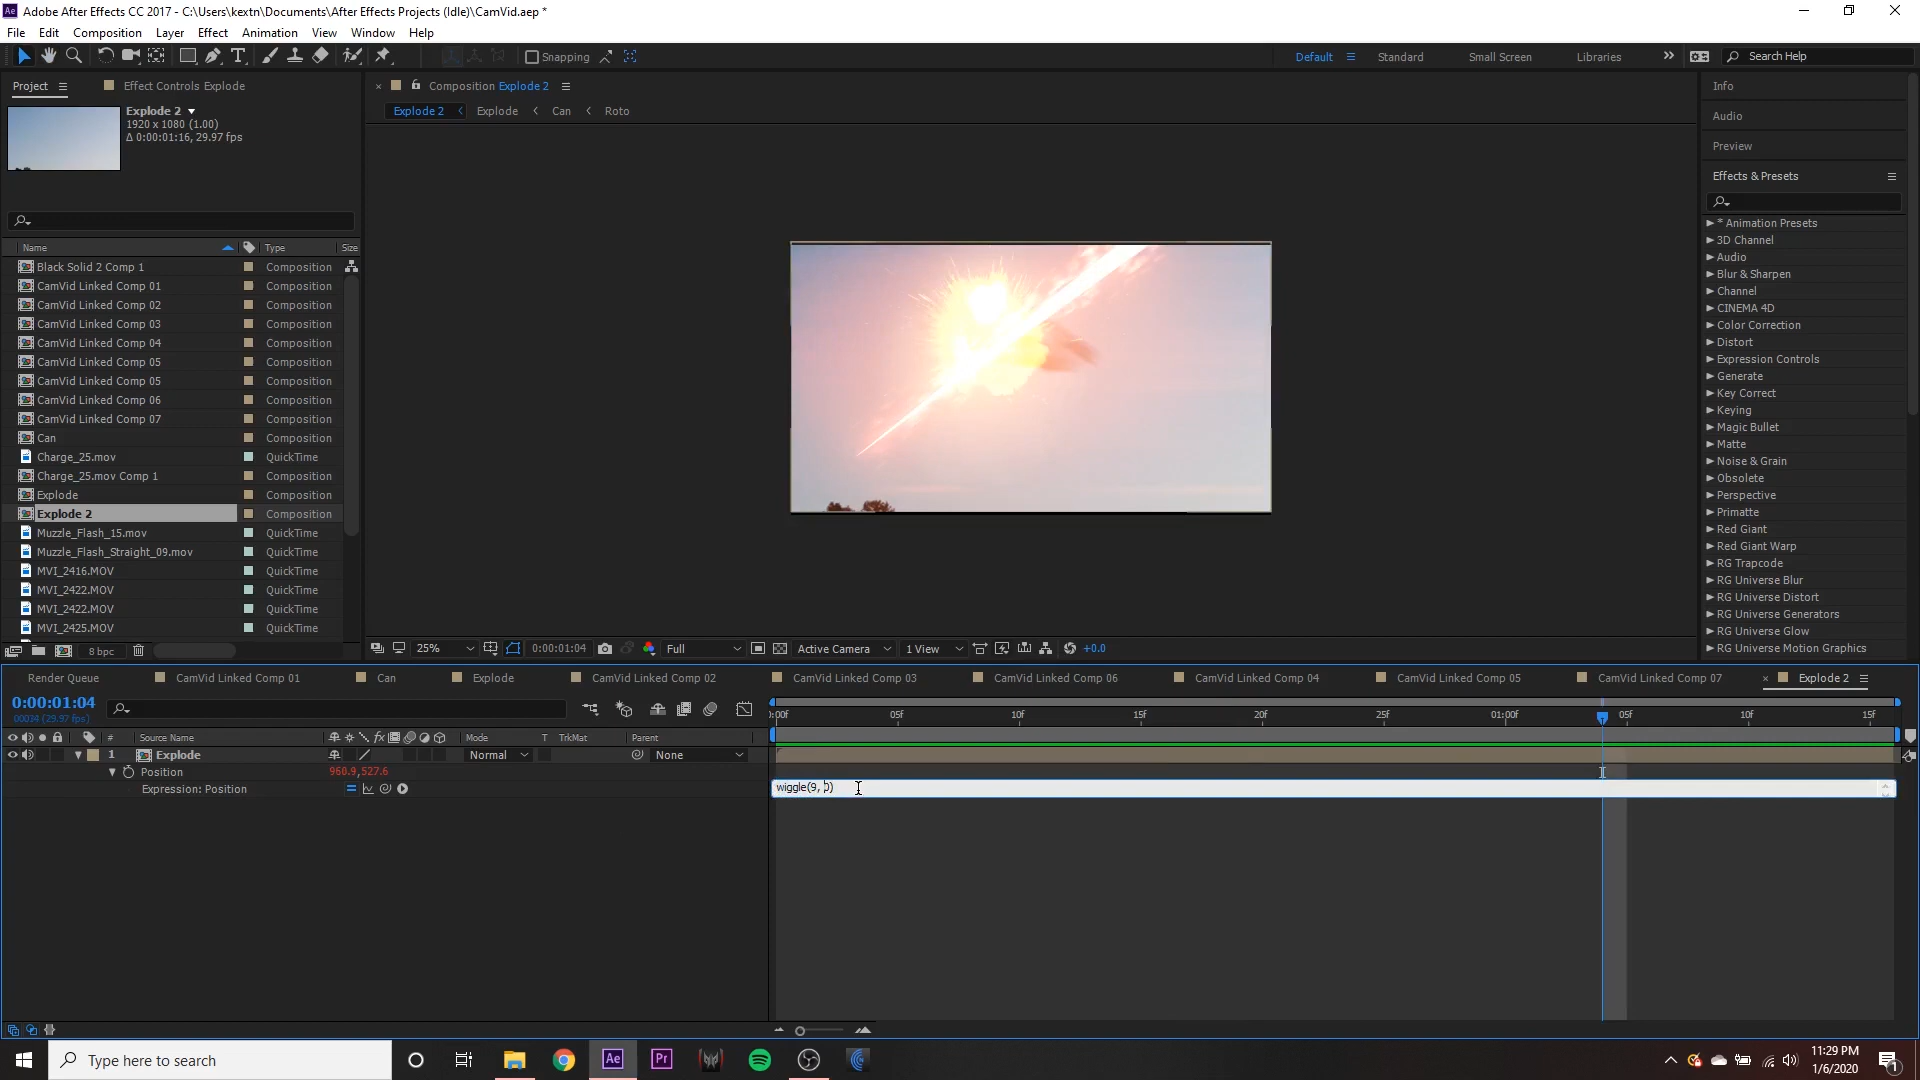 Adobe After Effects CC 2017 - C:\Users\kextn\Documents\After Effects Projects (Idle)\CamVid.aep *
File Edit Composition Layer Effect Animation View Window Help
Snapping
Default Standard Small Screen Libraries Search Help
Project Effect Controls Explode
Explode 2
1920 x 1080 (1.00)
Δ 0:00:01:16, 29.97 fps
Name Type Size
Black Solid 2 Comp 1 Composition
CamVid Linked Comp 01 Composition
CamVid Linked Comp 02 Composition
CamVid Linked Comp 03 Composition
CamVid Linked Comp 04 Composition
CamVid Linked Comp 05 Composition
CamVid Linked Comp 05 Composition
CamVid Linked Comp 06 Composition
CamVid Linked Comp 07 Composition
Can Composition
Charge_25.mov QuickTime
Charge_25.mov Comp 1 Composition
Explode Composition
Explode 2 Composition
Muzzle_Flash_15.mov QuickTime
Muzzle_Flash_Straight_09.mov QuickTime
MVI_2416.MOV QuickTime
MVI_2422.MOV QuickTime
MVI_2422.MOV QuickTime
MVI_2425.MOV QuickTime
8 bpc
Composition Explode 2
Explode 2 Explode Can Roto
25% 0:00:01:04 Full Active Camera 1 View +0.0
Info
Audio
Preview
Effects & Presets
* Animation Presets
3D Channel
Audio
Blur & Sharpen
Channel
CINEMA 4D
Color Correction
Distort
Expression Controls
Generate
Key Correct
Keying
Magic Bullet
Matte
Noise & Grain
Obsolete
Perspective
Primatte
Red Giant
Red Giant Warp
RG Trapcode
RG Universe Blur
RG Universe Distort
RG Universe Generators
RG Universe Glow
RG Universe Motion Graphics
Render Queue CamVid Linked Comp 01 Can Explode CamVid Linked Comp 02 CamVid Linked Comp 03 CamVid Linked Comp 06 CamVid Linked Comp 04 CamVid Linked Comp 05 CamVid Linked Comp 07 Explode 2
0:00:01:04
00034 (29.97 fps)
:00f 05f 10f 15f 20f 25f 01:00f 05f 10f 15f
# Source Name Mode T TrkMat Parent
1 Explode Normal None
Position 960.9,527.6
Expression: Position
wiggle(9, 0)
Type here to search
11:29 PM
1/6/2020
1